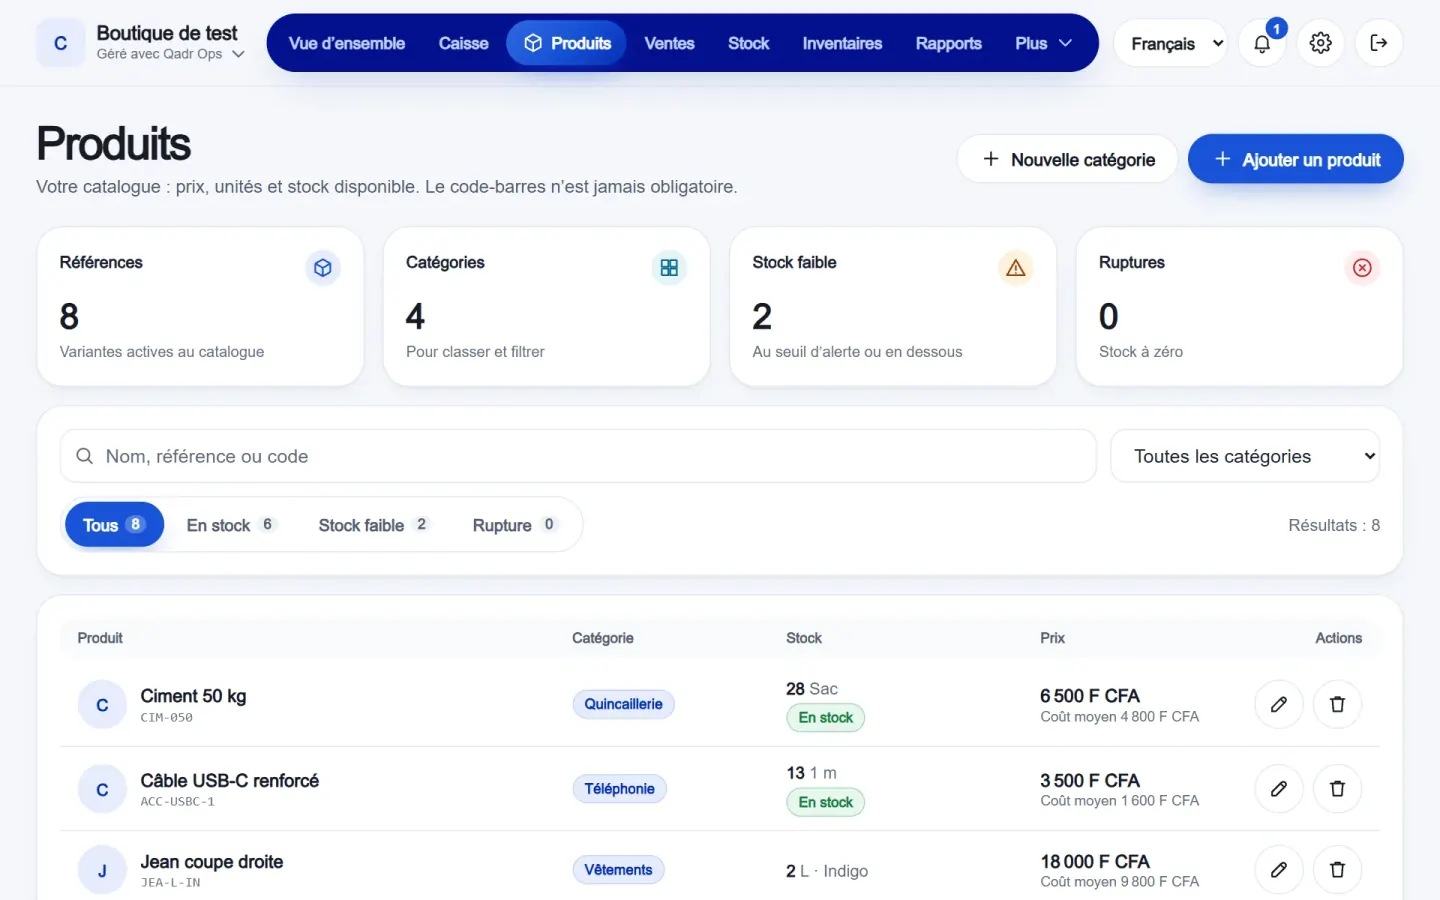 C
Boutique de test
Géré avec Qadr Ops
Vue d’ensemble
Caisse
Produits
Ventes
Stock
Inventaires
Rapports
Plus
Français
1
Produits
Votre catalogue : prix, unités et stock disponible. Le code-barres n’est jamais obligatoire.
Nouvelle catégorie
Ajouter un produit
Références
8
Variantes actives au catalogue
Catégories
4
Pour classer et filtrer
Stock faible
2
Au seuil d’alerte ou en dessous
Ruptures
0
Stock à zéro
Nom, référence ou code
Toutes les catégories
Tous 8
En stock 6
Stock faible 2
Rupture 0
Résultats : 8
Produit
Catégorie
Stock
Prix
Actions
C
Ciment 50 kg
CIM-050
Quincaillerie
28 Sac
En stock
6 500 F CFA
Coût moyen 4 800 F CFA
C
Câble USB-C renforcé
ACC-USBC-1
Téléphonie
13 1 m
En stock
3 500 F CFA
Coût moyen 1 600 F CFA
J
Jean coupe droite
JEA-L-IN
Vêtements
2 L · Indigo
18 000 F CFA
Coût moyen 9 800 F CFA